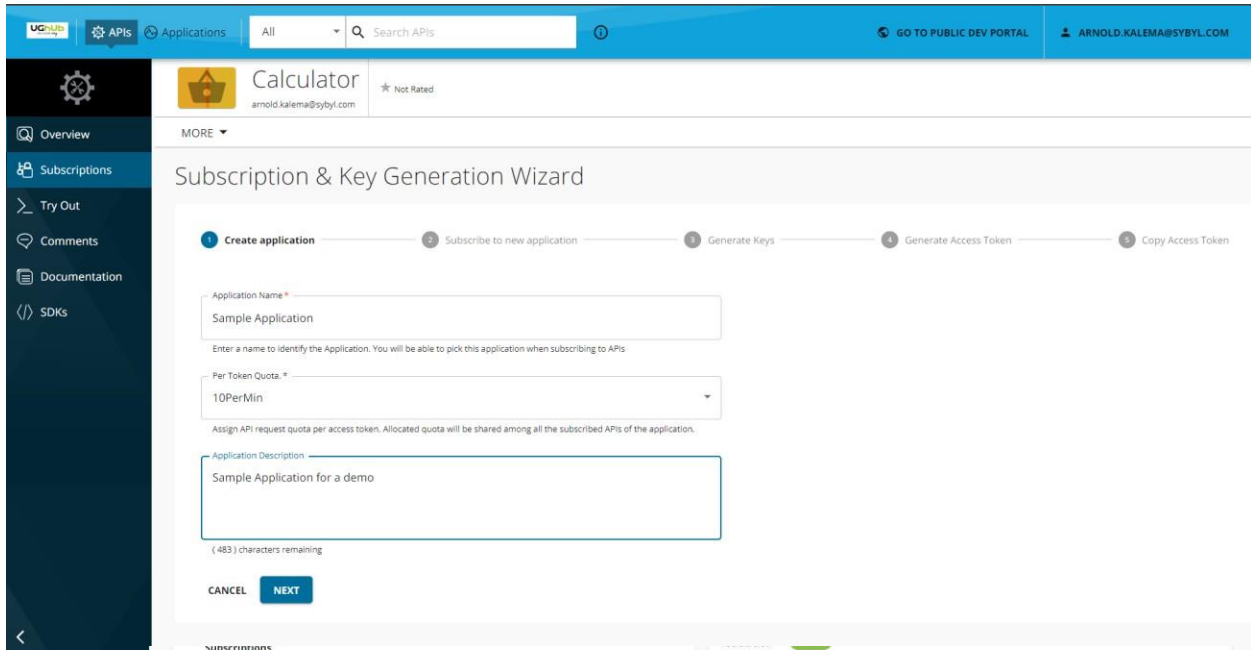 UGhub
APIs
Applications
All
Search APIs
GO TO PUBLIC DEV PORTAL
ARNOLD.KALEMA@SYBYL.COM
Calculator
arnold.kalema@sybyl.com
Not Rated
Overview
Subscriptions
Try Out
Comments
Documentation
SDKs
MORE
Subscription & Key Generation Wizard
1 Create application
2 Subscribe to new application
3 Generate Keys
4 Generate Access Token
5 Copy Access Token
Application Name *
Sample Application
Enter a name to identify the Application. You will be able to pick this application when subscribing to APIs
Per Token Quota. *
10PerMin
Assign API request quota per access token. Allocated quota will be shared among all the subscribed APIs of the application.
Application Description
Sample Application for a demo
( 483 ) characters remaining
CANCEL
NEXT
Subscriptions